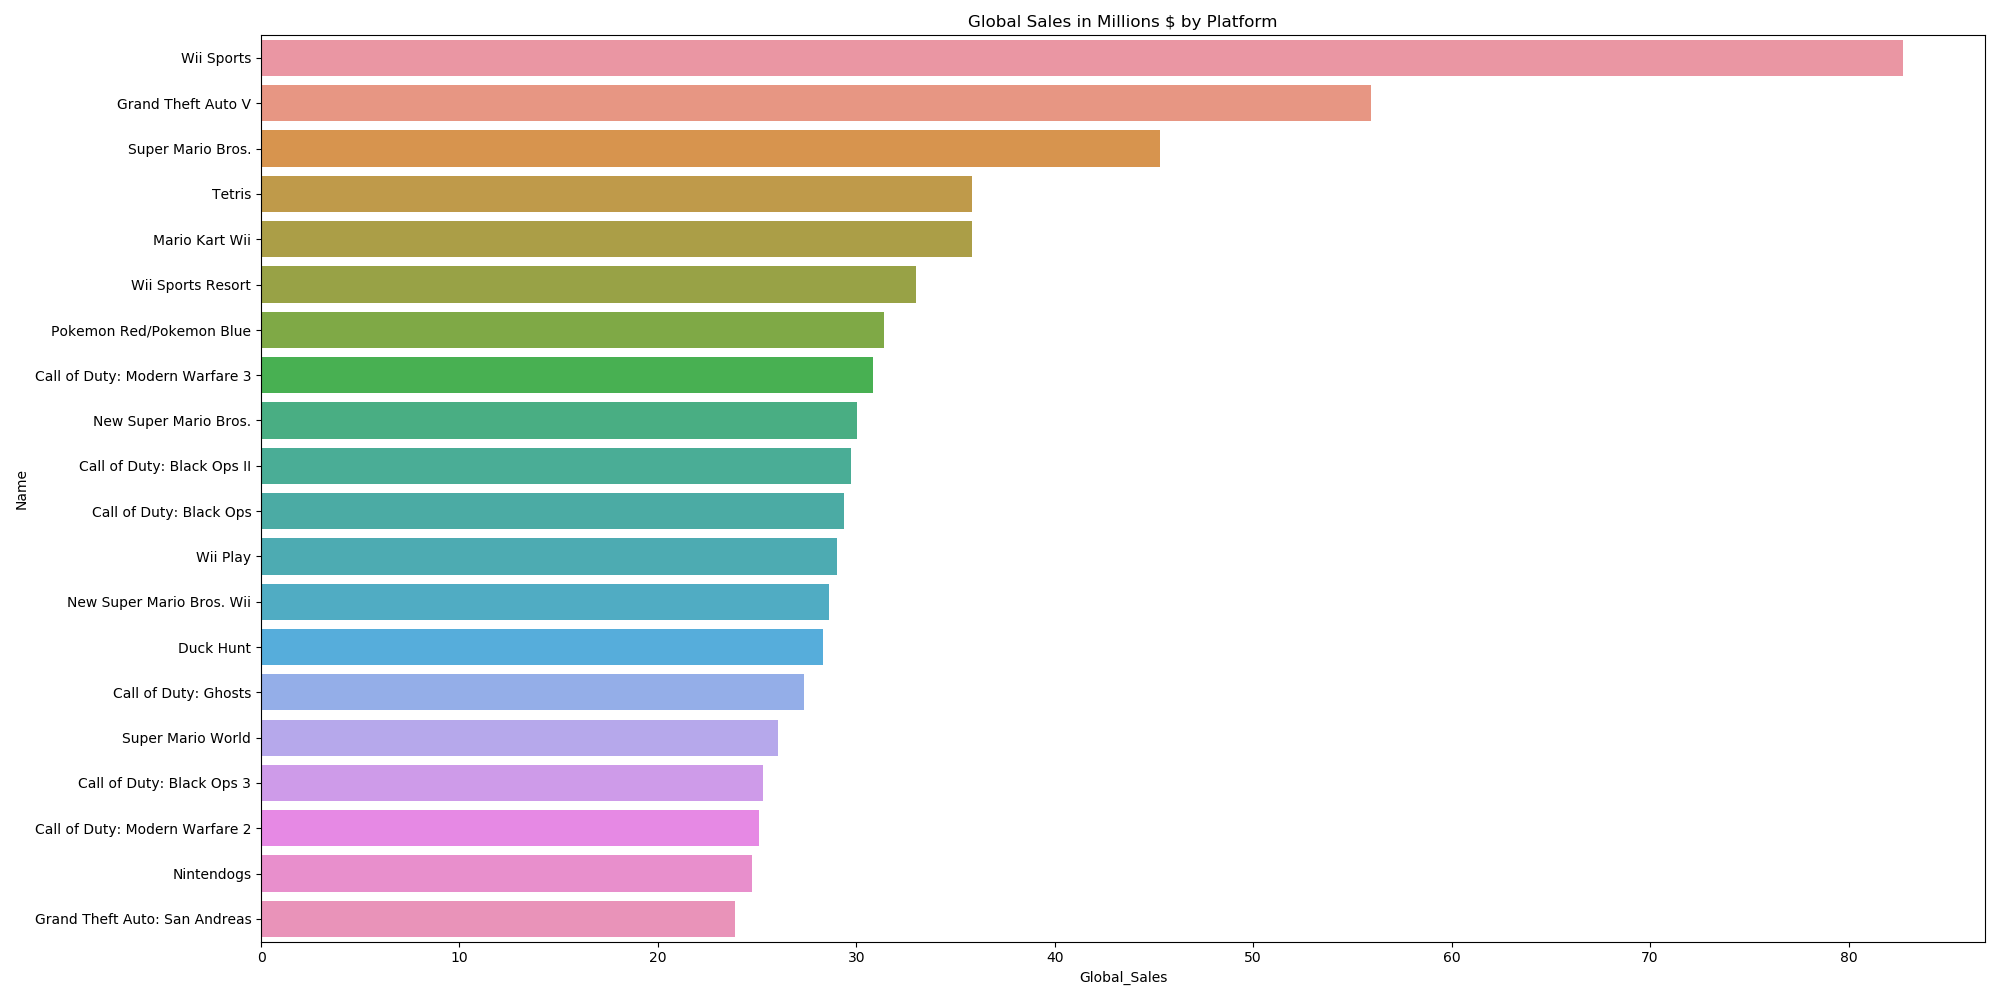 Global Sales in Millions $ by Platform
Wii Sports
Grand Theft Auto V
Super Mario Bros.
Tetris
Mario Kart Wii
Wii Sports Resort
Pokemon Red/Pokemon Blue
Call of Duty: Modern Warfare 3
New Super Mario Bros.
Call of Duty: Black Ops II
Call of Duty: Black Ops
Wii Play
New Super Mario Bros. Wii
Duck Hunt
Call of Duty: Ghosts
Super Mario World
Call of Duty: Black Ops 3
Call of Duty: Modern Warfare 2
Nintendogs
Grand Theft Auto: San Andreas
Name
0 10 20 30 40 50 60 70 80
Global_Sales